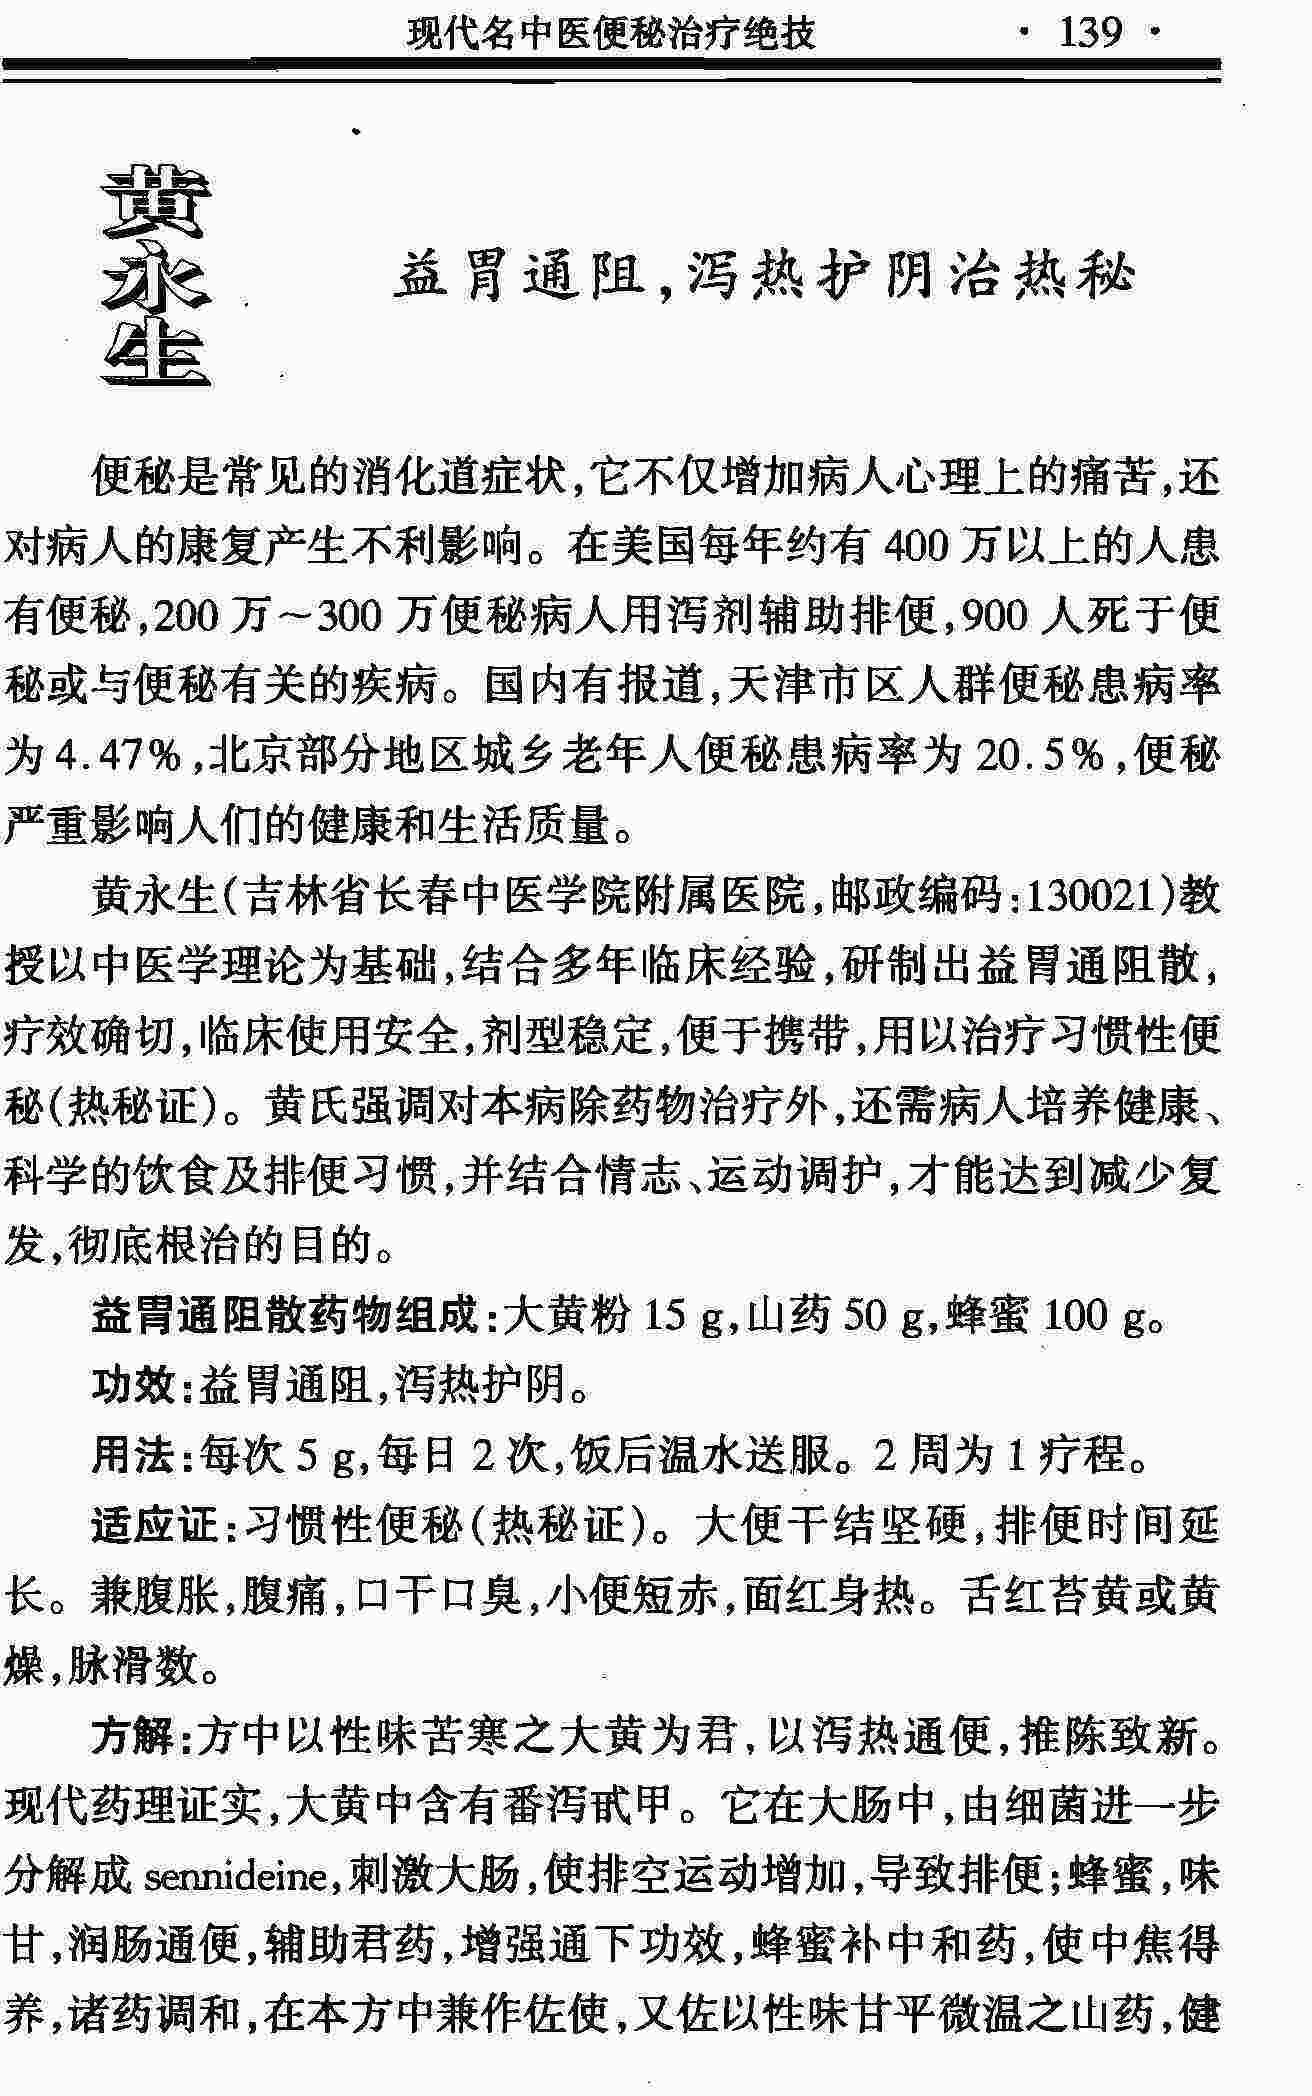 现代名中医便秘治疗绝技 · 139 ·
黄永生
益胃通阻,泻热护阴治热秘
便秘是常见的消化道症状,它不仅增加病人心理上的痛苦,还
对病人的康复产生不利影响。在美国每年约有 400 万以上的人患
有便秘,200 万～300 万便秘病人用泻剂辅助排便,900 人死于便
秘或与便秘有关的疾病。国内有报道,天津市区人群便秘患病率
为 4.47%,北京部分地区城乡老年人便秘患病率为 20.5%,便秘
严重影响人们的健康和生活质量。
黄永生(吉林省长春中医学院附属医院,邮政编码:130021)教
授以中医学理论为基础,结合多年临床经验,研制出益胃通阻散,
疗效确切,临床使用安全,剂型稳定,便于携带,用以治疗习惯性便
秘(热秘证)。黄氏强调对本病除药物治疗外,还需病人培养健康、
科学的饮食及排便习惯,并结合情志、运动调护,才能达到减少复
发,彻底根治的目的。
益胃通阻散药物组成:大黄粉 15 g,山药 50 g,蜂蜜 100 g。
功效:益胃通阻,泻热护阴。
用法:每次 5 g,每日 2 次,饭后温水送服。2 周为 1 疗程。
适应证:习惯性便秘(热秘证)。大便干结坚硬,排便时间延
长。兼腹胀,腹痛,口干口臭,小便短赤,面红身热。舌红苔黄或黄
燥,脉滑数。
方解:方中以性味苦寒之大黄为君,以泻热通便,推陈致新。
现代药理证实,大黄中含有番泻甙甲。它在大肠中,由细菌进一步
分解成 sennideine,刺激大肠,使排空运动增加,导致排便;蜂蜜,味
甘,润肠通便,辅助君药,增强通下功效,蜂蜜补中和药,使中焦得
养,诸药调和,在本方中兼作佐使,又佐以性味甘平微温之山药,健